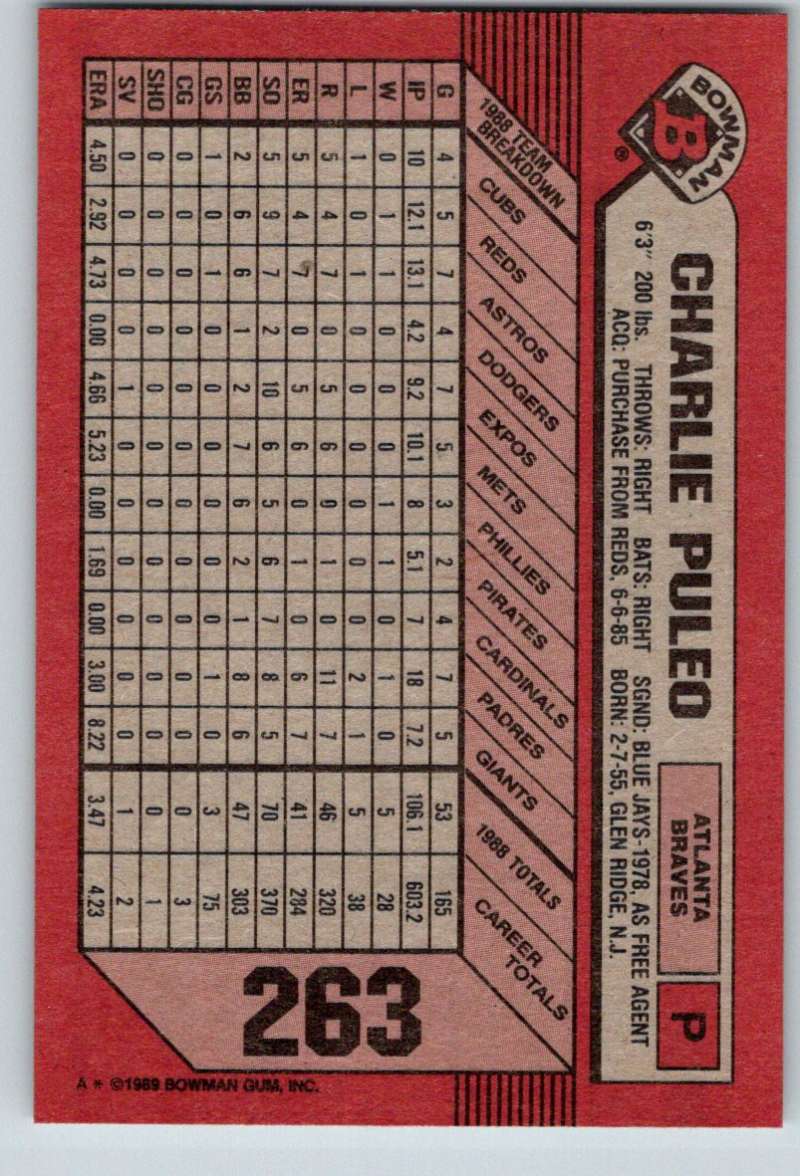 BOWMAN
B ®
CHARLIE PULEO
ATLANTA
BRAVES
P
6'3" 200 lbs. THROWS: RIGHT BATS: RIGHT SGND: BLUE JAYS-1978, AS FREE AGENT
ACQ: PURCHASE FROM REDS, 6-6-85 BORN: 2-7-55, GLEN RIDGE, N.J.
1988 TEAM
BREAKDOWN
CUBS
REDS
ASTROS
DODGERS
EXPOS
METS
PHILLIES
PIRATES
CARDINALS
PADRES
GIANTS
1988 TOTALS
CAREER
TOTALS
G 4 5 7 4 7 5 3 2 4 7 5 53 165
IP 10 12.1 13.1 4.2 9.2 10.1 8 5.1 7 18 7.2 106.1 603.2
W 0 1 1 0 0 0 1 1 0 1 0 5 28
L 1 0 1 0 0 0 0 0 0 2 1 5 38
R 5 4 7 0 5 6 0 1 0 11 7 46 320
ER 5 4 7 0 5 6 0 1 0 6 7 41 284
SO 5 9 7 2 10 6 5 6 7 8 5 70 370
BB 2 6 6 1 2 7 6 2 1 8 6 47 303
GS 1 0 1 0 0 0 0 0 0 1 0 3 75
CG 0 0 0 0 0 0 0 0 0 0 0 0 3
SHO 0 0 0 0 0 0 0 0 0 0 0 0 1
SV 0 0 0 0 1 0 0 0 0 0 0 1 2
ERA 4.50 2.92 4.73 0.00 4.66 5.23 0.00 1.69 0.00 3.00 8.22 3.47 4.23
263
A * ©1989 BOWMAN GUM, INC.